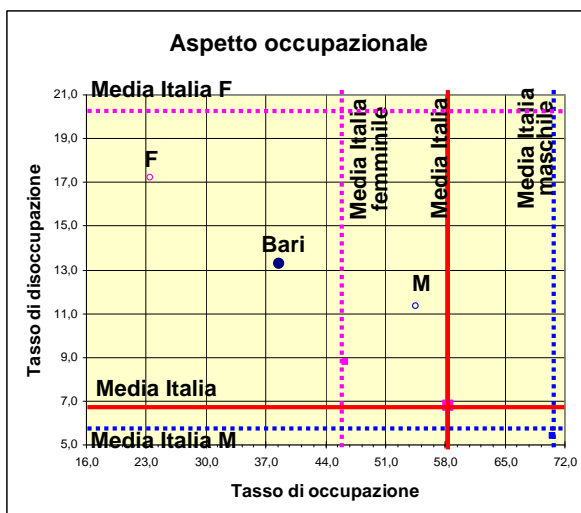 Aspetto occupazionale
Tasso di disoccupazione
21,0
19,0
17,0
15,0
13,0
11,0
9,0
7,0
5,0
Media Italia F
F
Bari
M
Media Italia femminile
Media Italia
Media Italia maschile
Media Italia
Media Italia M
16,0 23,0 30,0 37,0 44,0 51,0 58,0 65,0 72,0
Tasso di occupazione